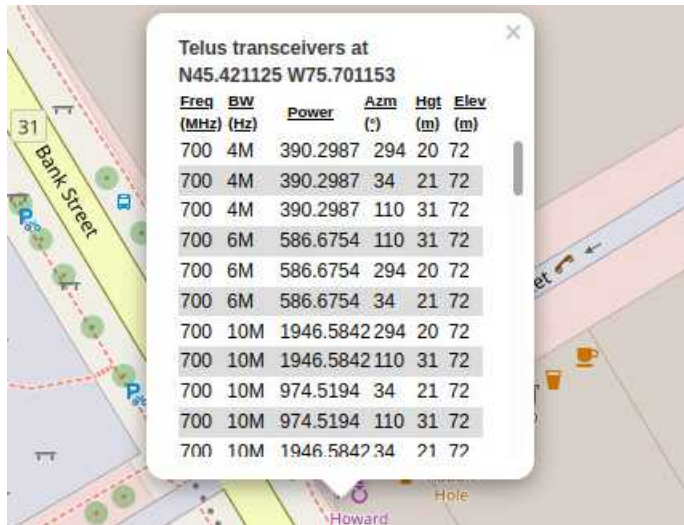 Telus transceivers at
N45.421125 W75.701153
Freq BW Power Azm Hgt Elev
(MHz) (Hz) (°) (m) (m)
700 4M 390.2987 294 20 72
700 4M 390.2987 34 21 72
700 4M 390.2987 110 31 72
700 6M 586.6754 110 31 72
700 6M 586.6754 294 20 72
700 6M 586.6754 34 21 72
700 10M 1946.5842 294 20 72
700 10M 1946.5842 110 31 72
700 10M 974.5194 34 21 72
700 10M 974.5194 110 31 72
700 10M 1946.5842 34 21 72
×
31
Bank Street
P
P
et
Hole
Howard